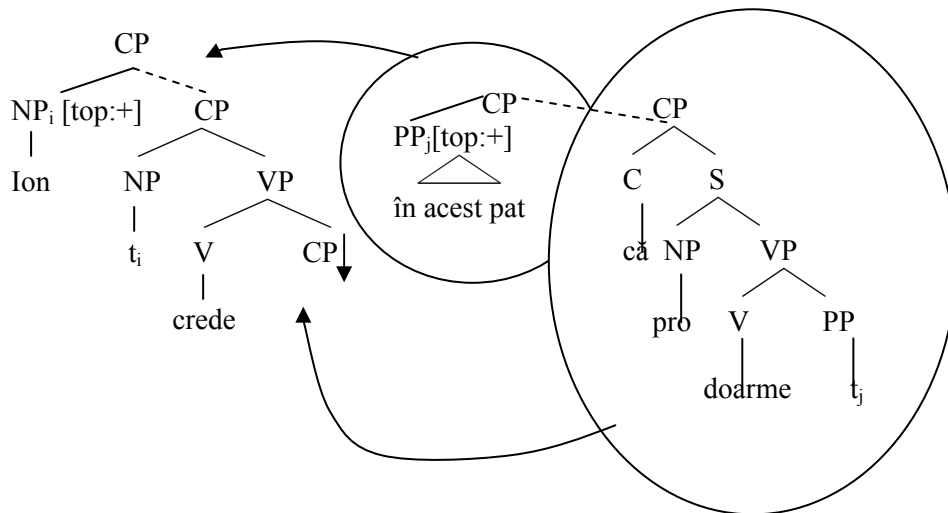 CP
NPi [top:+] CP CP CP
PPj[top:+]
Ion NP VP C S
în acest pat
ti V CP că NP VP
crede pro V PP
doarme tj